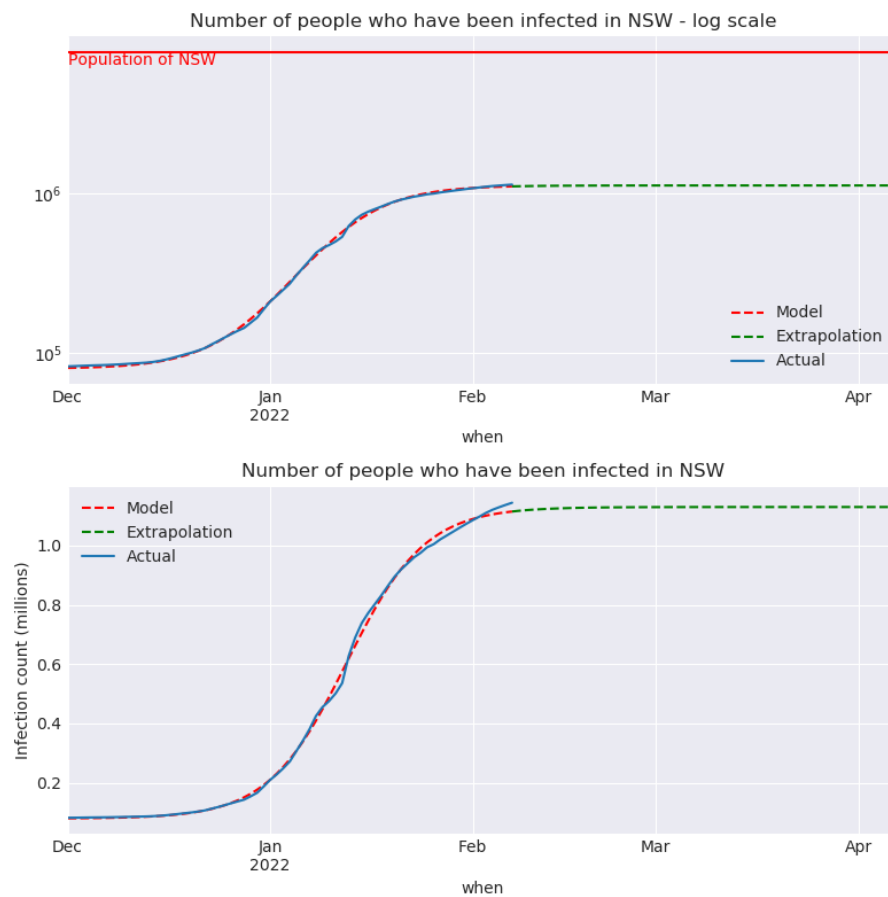 Number of people who have been infected in NSW - log scale
Population of NSW
10⁶
10⁵
Model
Extrapolation
Actual
Dec Jan Feb Mar Apr
2022
when
Number of people who have been infected in NSW
Model
Extrapolation
Actual
Infection count (millions)
1.0
0.8
0.6
0.4
0.2
Dec Jan Feb Mar Apr
2022
when